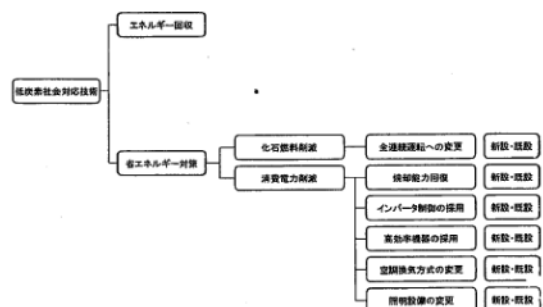 エネルギー回収
低炭素社会対応技術
省エネルギー対策
化石燃料削減
全連続運転への変更
新設・既設
消費電力削減
焼却能力回復
新設・既設
インバータ制御の採用
新設・既設
高効率機器の採用
新設・既設
空調換気方式の変更
新設・既設
照明設備の変更
新設・既設